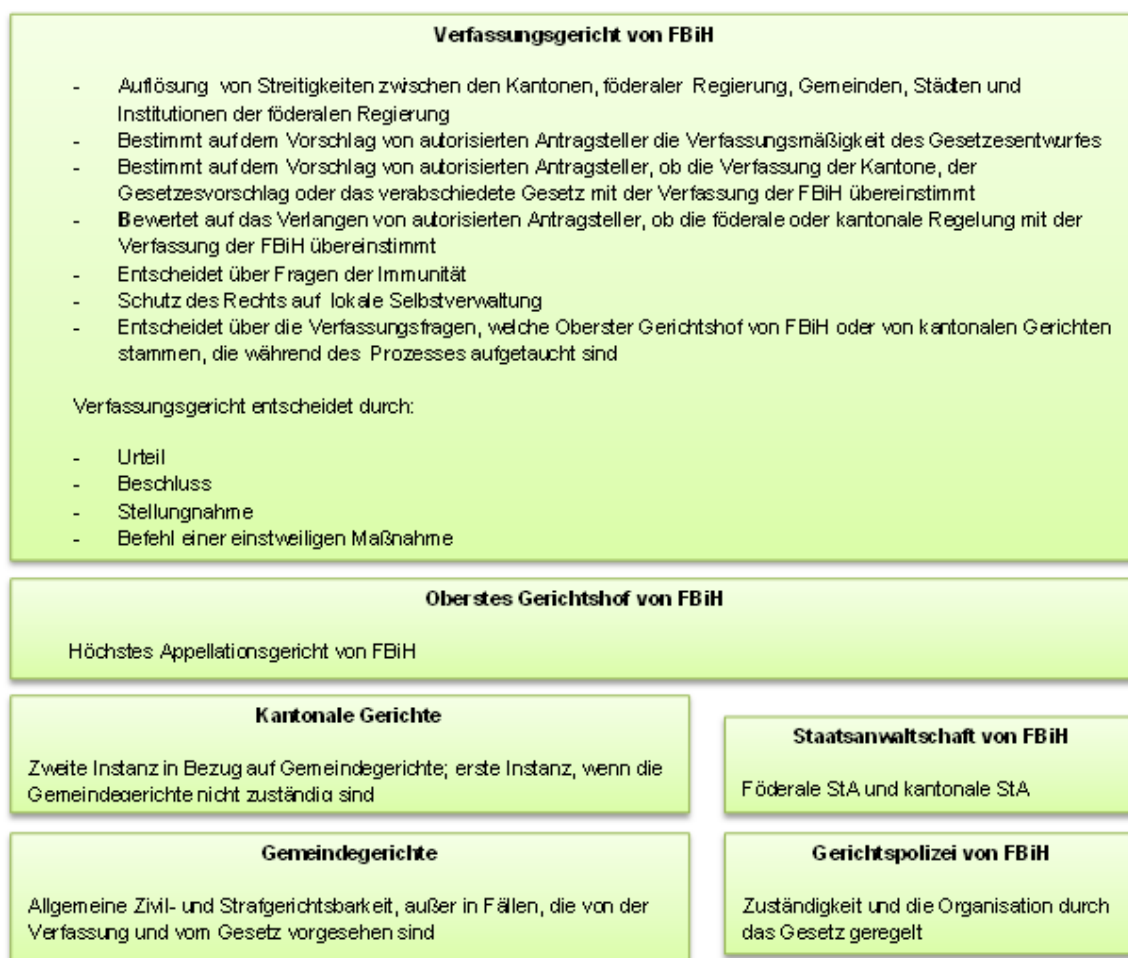 Verfassungsgericht von FBiH
- Auflösung von Streitigkeiten zwischen den Kantonen, föderaler Regierung, Gemeinden, Städten und
Institutionen der föderalen Regierung
- Bestimmt auf dem Vorschlag von autorisierten Antragsteller die Verfassungsmäßigkeit des Gesetzesentwurfes
- Bestimmt auf dem Vorschlag von autorisierten Antragsteller, ob die Verfassung der Kantone, der
Gesetzesvorschlag oder das verabschiedete Gesetz mit der Verfassung der FBiH übereinstimmt
- Bewertet auf das Verlangen von autorisierten Antragsteller, ob die föderale oder kantonale Regelung mit der
Verfassung der FBiH übereinstimmt
- Entscheidet über Fragen der Immunität
- Schutz des Rechts auf lokale Selbstverwaltung
- Entscheidet über die Verfassungsfragen, welche Oberster Gerichtshof von FBiH oder von kantonalen Gerichten
stammen, die während des Prozesses aufgetaucht sind
Verfassungsgericht entscheidet durch:
- Urteil
- Beschluss
- Stellungnahme
- Befehl einer einstweiligen Maßnahme
Oberstes Gerichtshof von FBiH
Höchstes Appellationsgericht von FBiH
Kantonale Gerichte
Zweite Instanz in Bezug auf Gemeindegerichte; erste Instanz, wenn die
Gemeindegerichte nicht zuständig sind
Staatsanwaltschaft von FBiH
Föderale StA und kantonale StA
Gemeindegerichte
Allgemeine Zivil- und Strafgerichtsbarkeit, außer in Fällen, die von der
Verfassung und vom Gesetz vorgesehen sind
Gerichtspolizei von FBiH
Zuständigkeit und die Organisation durch
das Gesetz geregelt